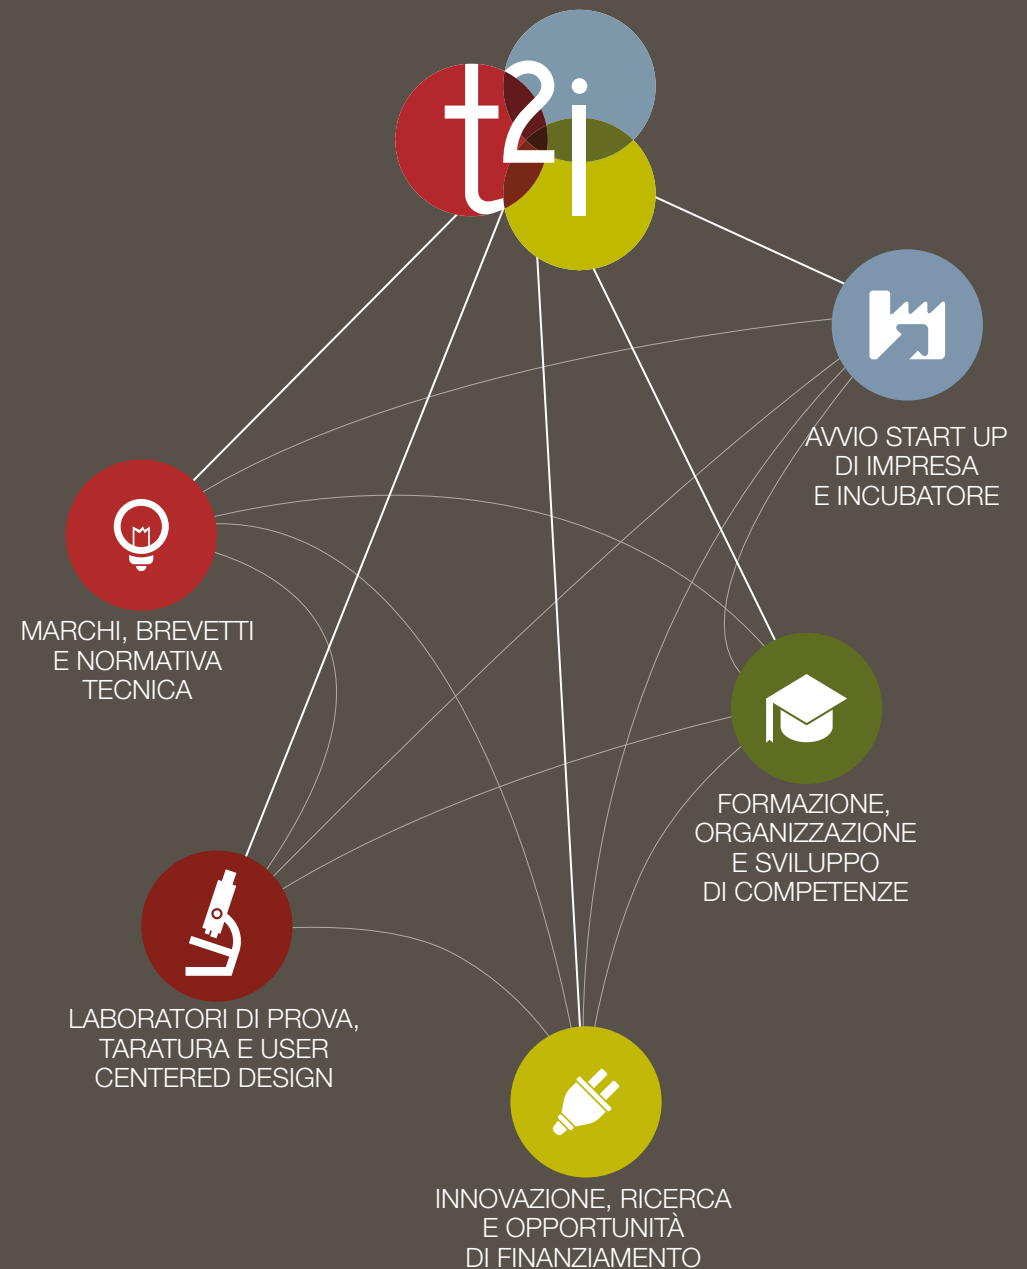 t2i
AVVIO START UP
DI IMPRESA
E INCUBATORE
MARCHI, BREVETTI
E NORMATIVA
TECNICA
FORMAZIONE,
ORGANIZZAZIONE
E SVILUPPO
DI COMPETENZE
LABORATORI DI PROVA,
TARATURA E USER
CENTERED DESIGN
INNOVAZIONE, RICERCA
E OPPORTUNITÀ
DI FINANZIAMENTO